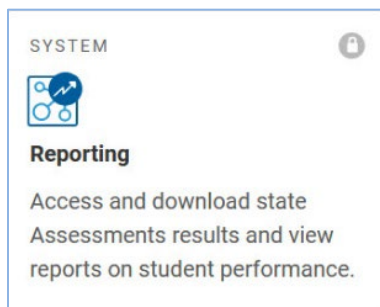 SYSTEM
Reporting
Access and download state
Assessments results and view
reports on student performance.